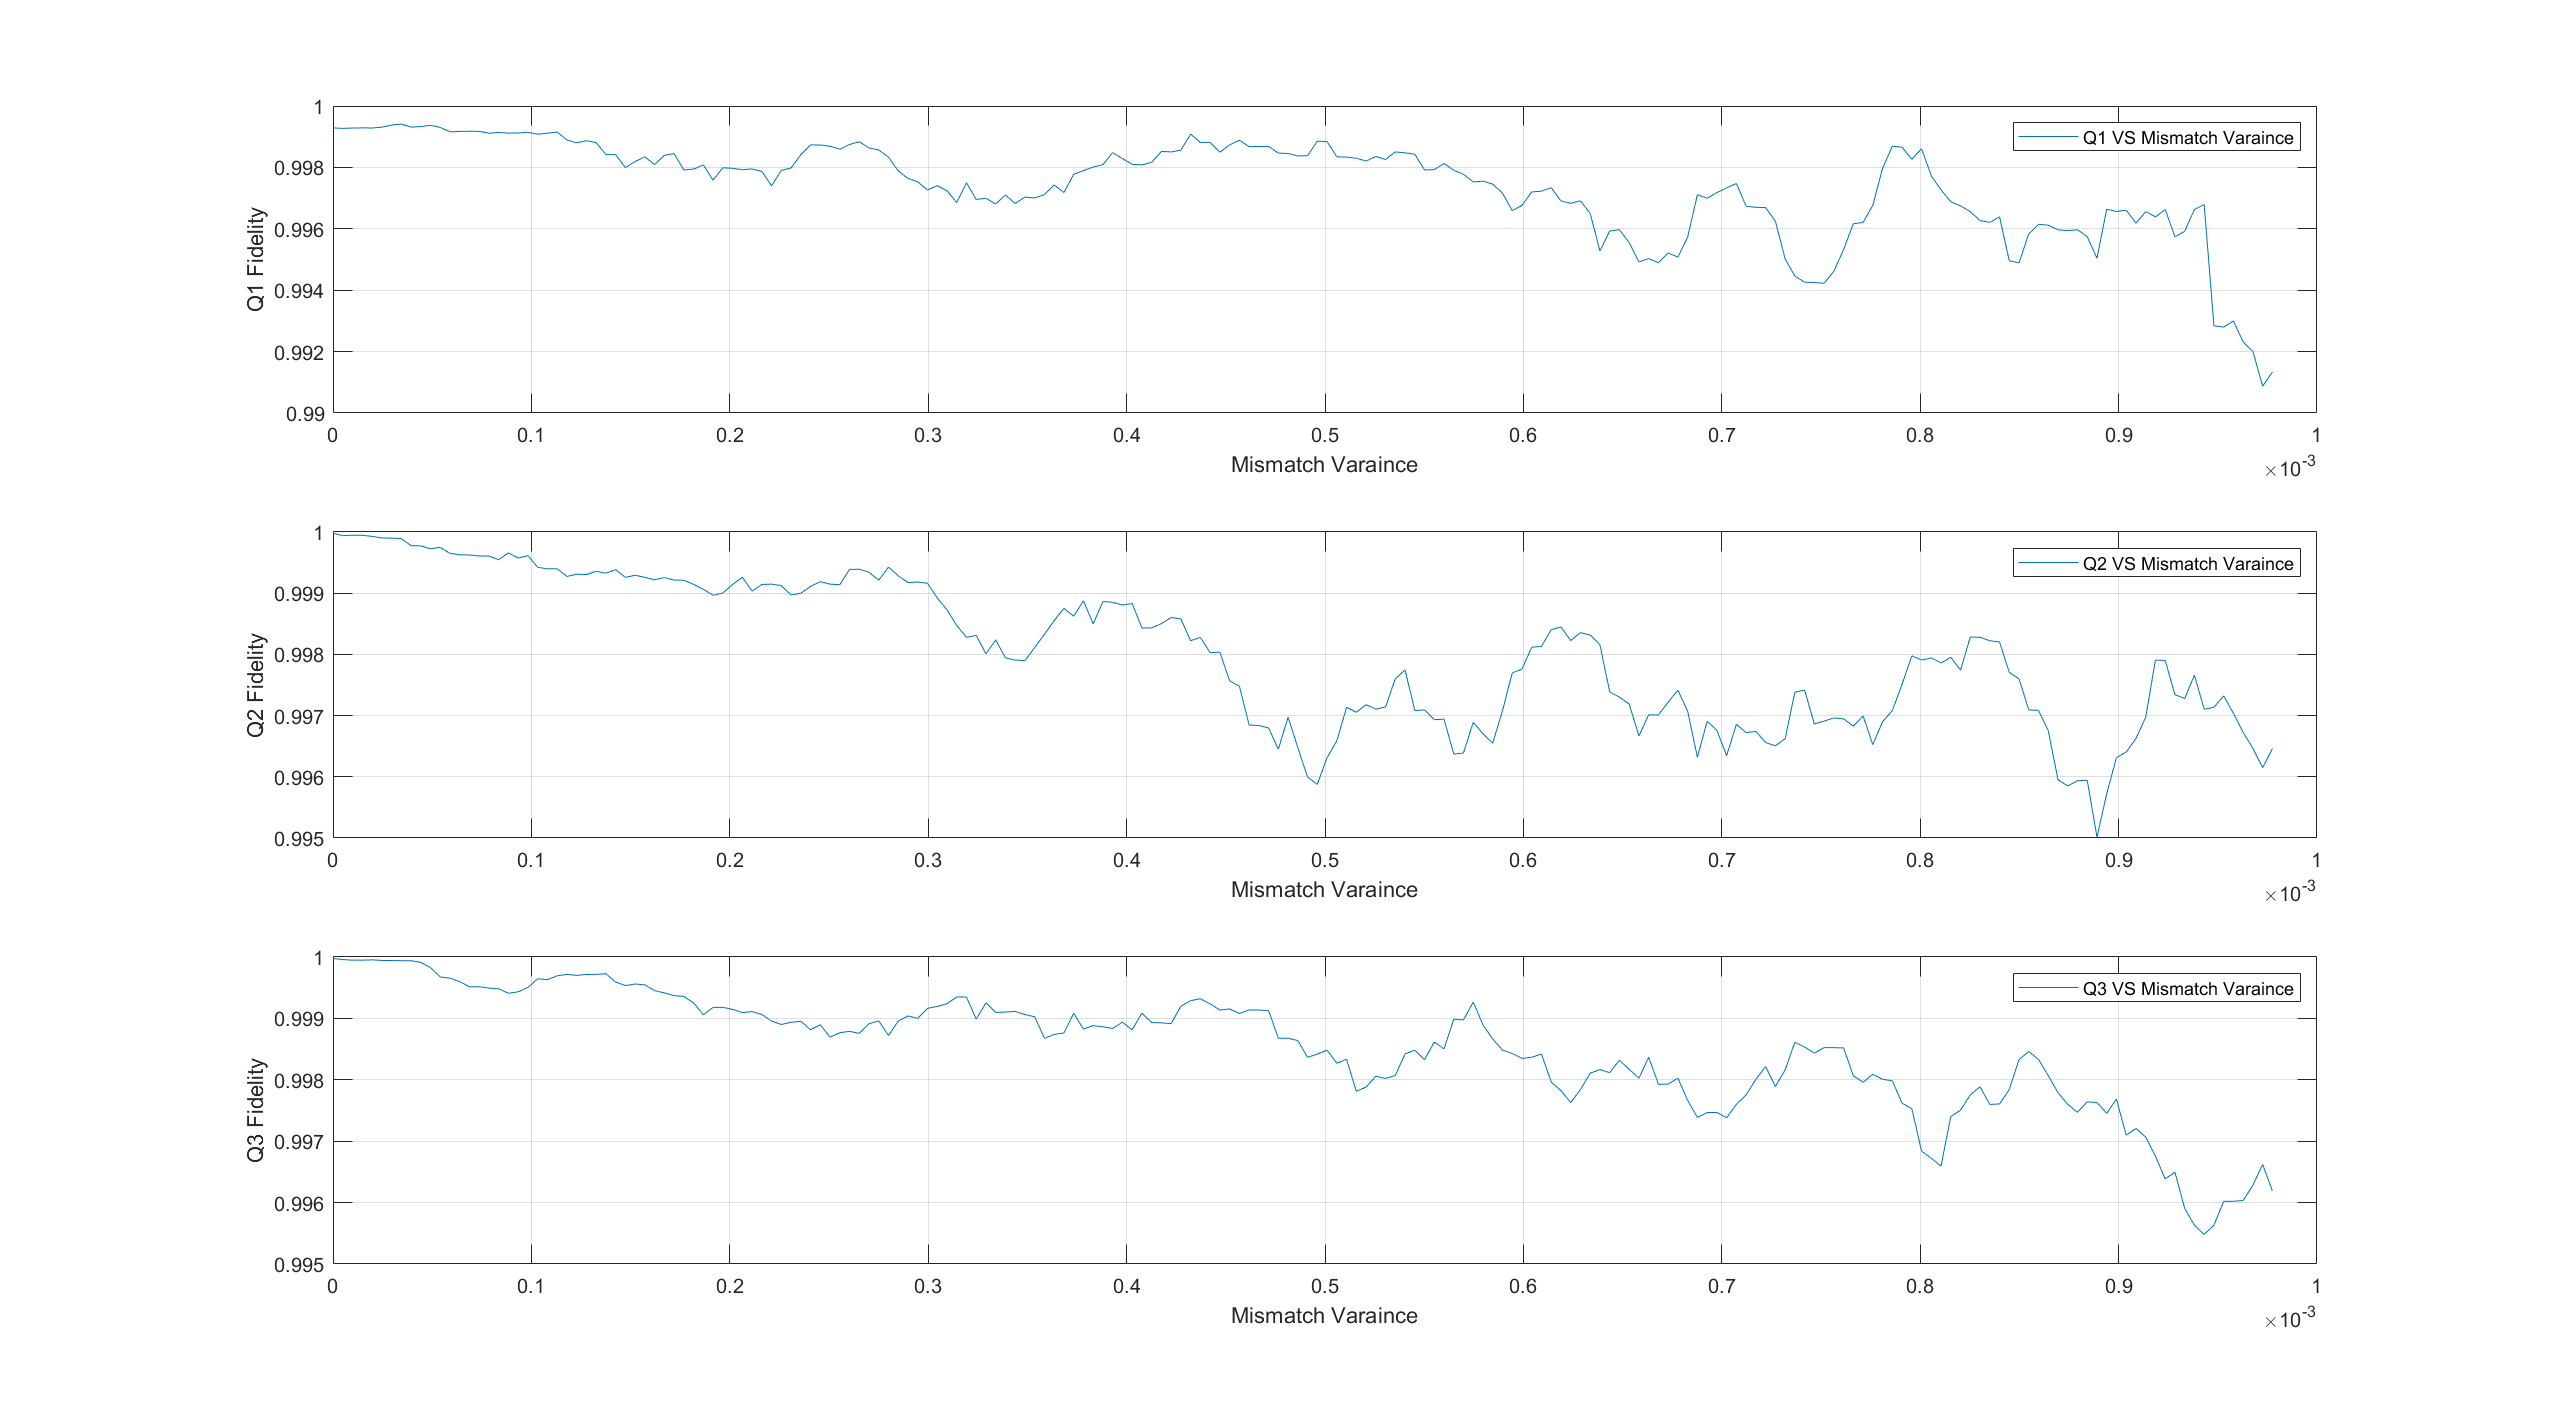 1
0.998
0.996
0.994
0.992
0.99
Q1 Fidelity
Q1 VS Mismatch Varaince
0 0.1 0.2 0.3 0.4 0.5 0.6 0.7 0.8 0.9 1
Mismatch Varaince
×10-3
1
0.999
0.998
0.997
0.996
0.995
Q2 Fidelity
Q2 VS Mismatch Varaince
0 0.1 0.2 0.3 0.4 0.5 0.6 0.7 0.8 0.9 1
Mismatch Varaince
×10-3
1
0.999
0.998
0.997
0.996
0.995
Q3 Fidelity
Q3 VS Mismatch Varaince
0 0.1 0.2 0.3 0.4 0.5 0.6 0.7 0.8 0.9 1
Mismatch Varaince
×10-3